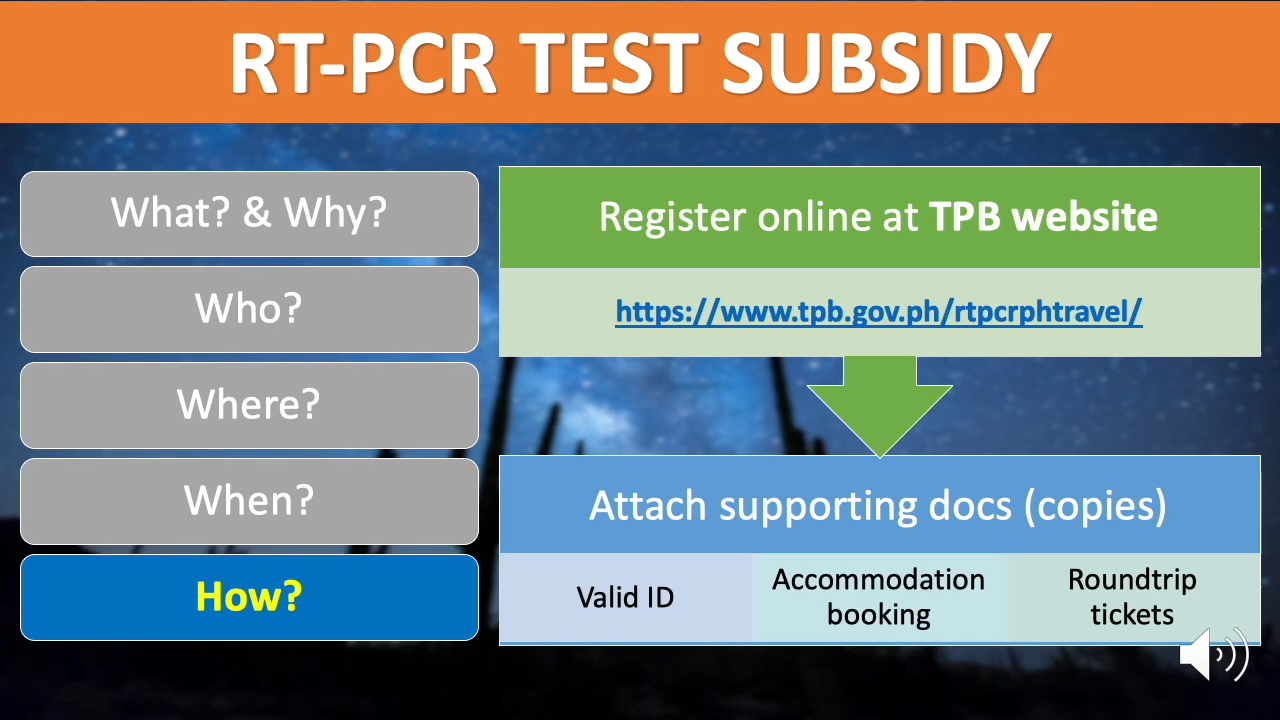 RT-PCR TEST SUBSIDY
What? & Why?
Who?
Where?
When?
How?
Register online at TPB website
https://www.tpb.gov.ph/rtpcrphtravel/
Attach supporting docs (copies)
Valid ID
Accommodation
booking
Roundtrip
tickets